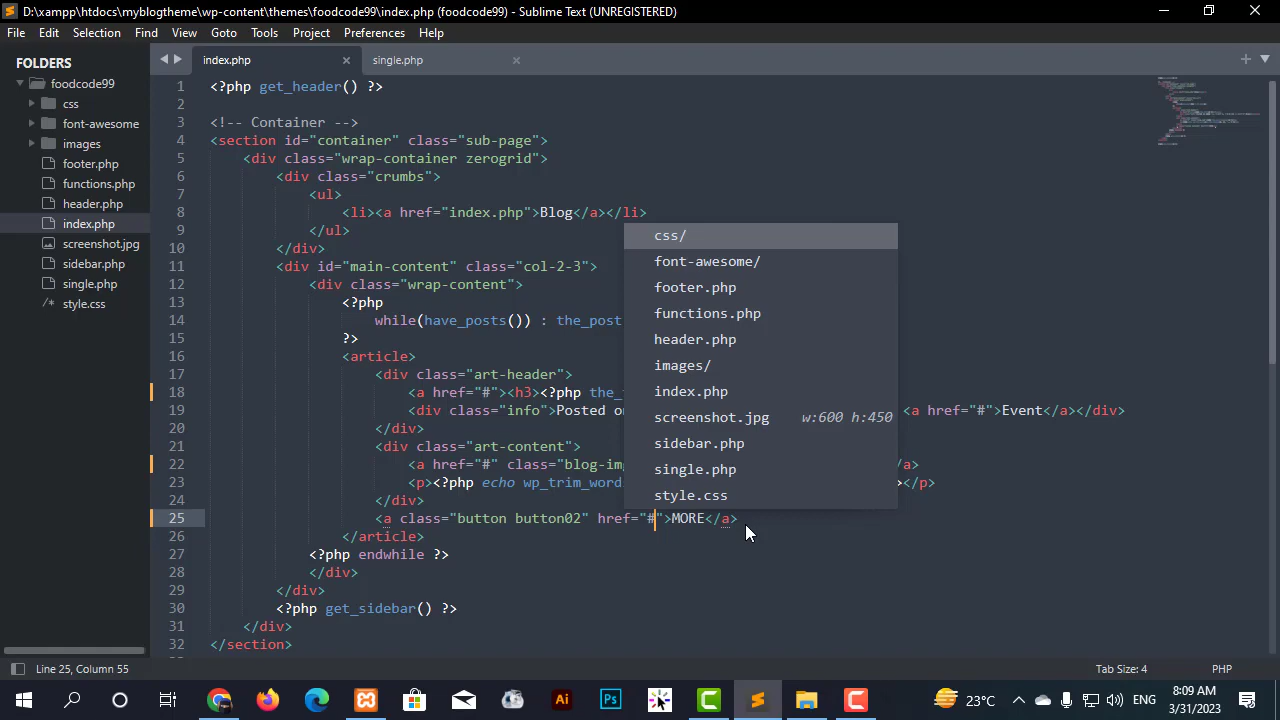 D:\xampp\htdocs\myblogtheme\wp-content\themes\foodcode99\index.php (foodcode99) - Sublime Text (UNREGISTERED)
File Edit Selection Find View Goto Tools Project Preferences Help
FOLDERS
foodcode99
css
font-awesome
images
footer.php
functions.php
header.php
index.php
screenshot.jpg
sidebar.php
single.php
style.css
index.php single.php
1 <?php get_header() ?>
2
3 <!-- Container -->
4 <section id="container" class="sub-page">
5 <div class="wrap-container zerogrid">
6 <div class="crumbs">
7 <ul>
8 <li><a href="index.php">Blog</a></li>
9 </ul>
10 </div>
11 <div id="main-content" class="col-2-3">
12 <div class="wrap-content">
13 <?php
14 while(have_posts()) : the_post
15 ?>
16 <article>
17 <div class="art-header">
18 <a href="#"><h3><?php the_
19 <div class="info">Posted on <a href="#">Event</a></div>
20 </div>
21 <div class="art-content">
22 <a href="#" class="blog-im /a>
23 <p><?php echo wp_trim_word ></p>
24 </div>
25 <a class="button button02" href="#">MORE</a>
26 </article>
27 <?php endwhile ?>
28 </div>
29 </div>
30 <?php get_sidebar() ?>
31 </div>
32 </section>
css/
font-awesome/
footer.php
functions.php
header.php
images/
index.php
screenshot.jpg w:600 h:450
sidebar.php
single.php
style.css
Line 25, Column 55 Tab Size: 4 PHP
23°C ENG 8:09 AM
3/31/2023